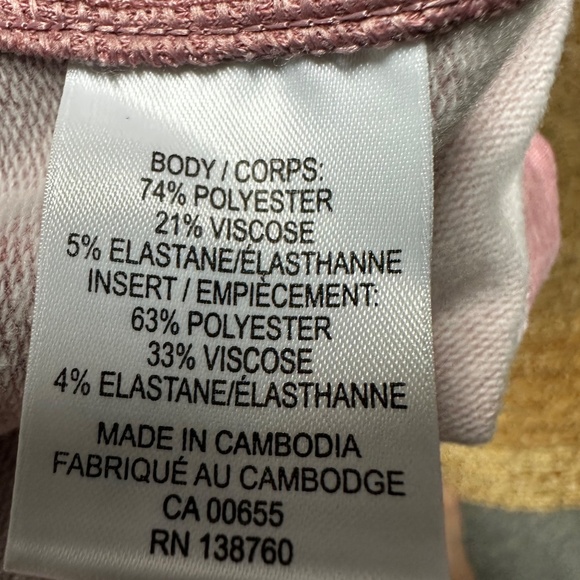 BODY / CORPS:
74% POLYESTER
21% VISCOSE
5% ELASTANE/ÉLASTHANNE
INSERT / EMPIÈCEMENT:
63% POLYESTER
33% VISCOSE
4% ELASTANE/ÉLASTHANNE
MADE IN CAMBODIA
FABRIQUÉ AU CAMBODGE
CA 00655
RN 138760